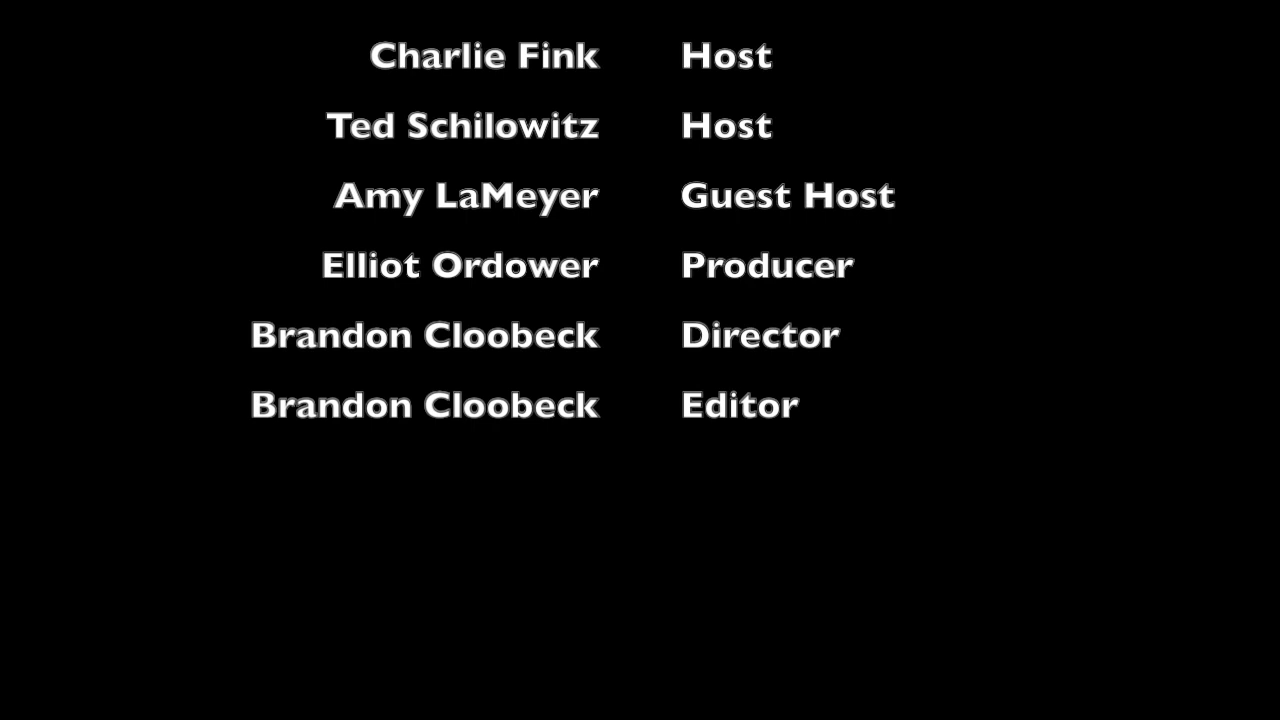 Charlie Fink Host
Ted Schilowitz Host
Amy LaMeyer Guest Host
Elliot Ordower Producer
Brandon Cloobeck Director
Brandon Cloobeck Editor